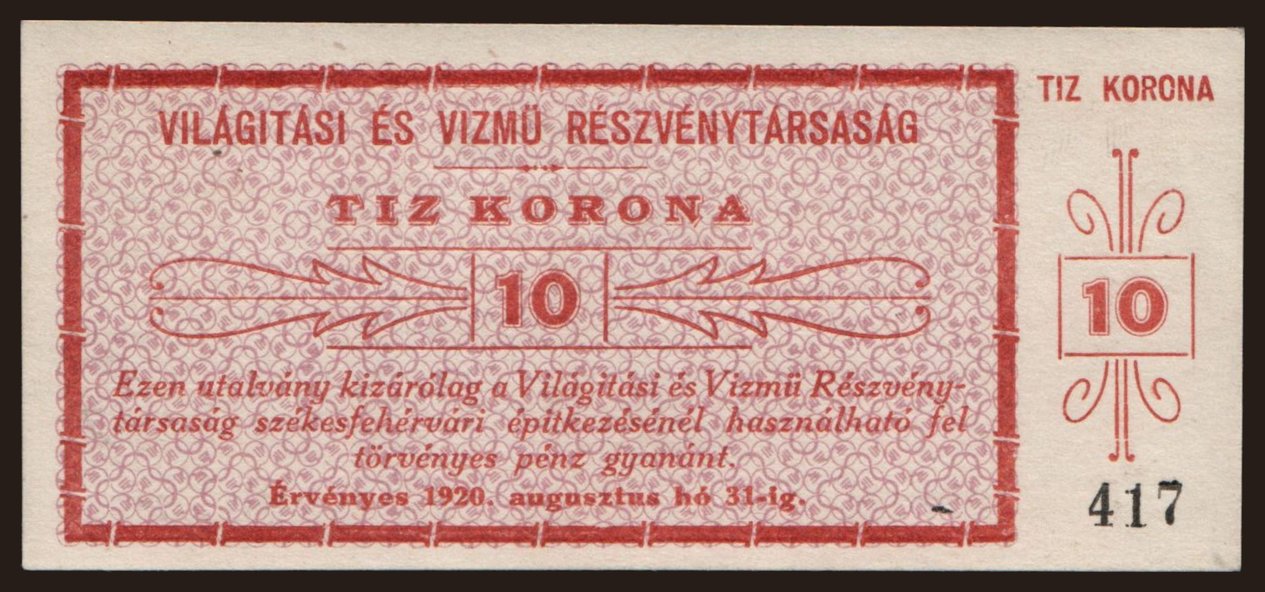 VILÁGITÁSI ÉS VIZMÜ RÉSZVÉNYTÁRSASÁG
TIZ KORONA
10
Ezen utalvány kizárólag a Világitási és Vizmü Részvény-
társaság székesfehérvári épitkezésénél használható fel
törvényes pénz gyanánt.
Érvényes 1920. augusztus hó 31-ig.
TIZ KORONA
10
417